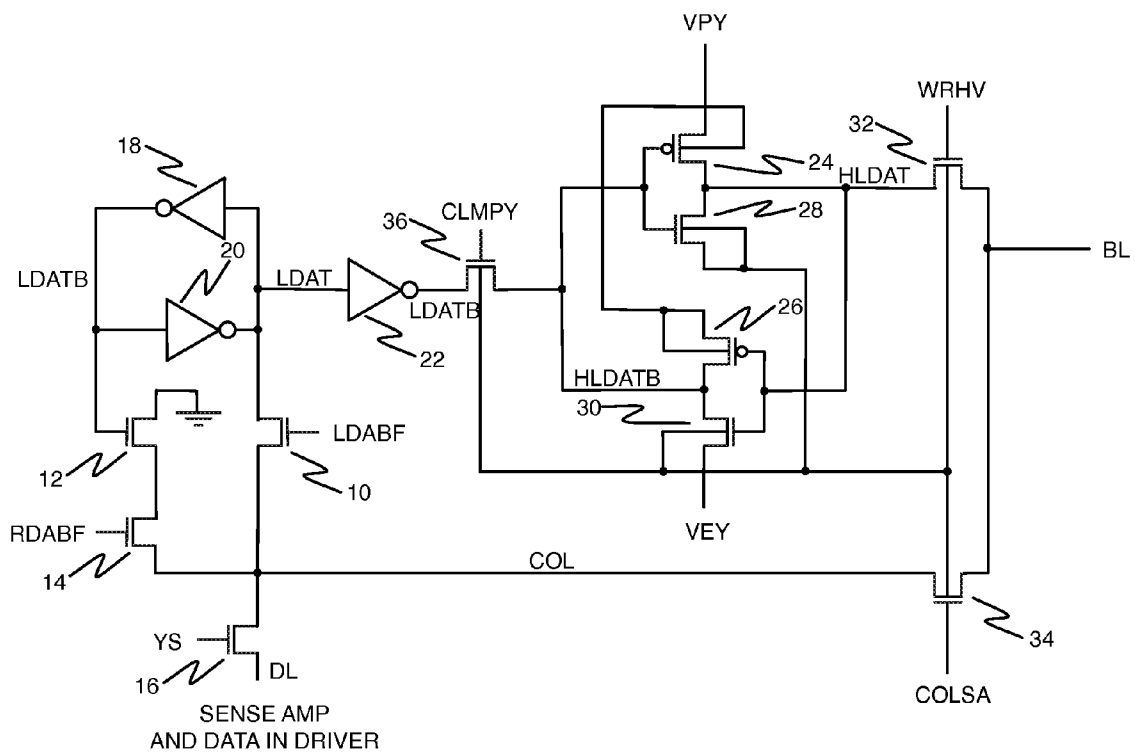 VPY
WRHV
18
32
24
HLDAT
CLMPY
28
36
20
LDATB
LDAT
BL
LDATB
26
22
HLDATB
30
LDABF
12
10
RDABF
VEY
COL
14
YS
34
16
DL
COLSA
SENSE AMP
AND DATA IN DRIVER